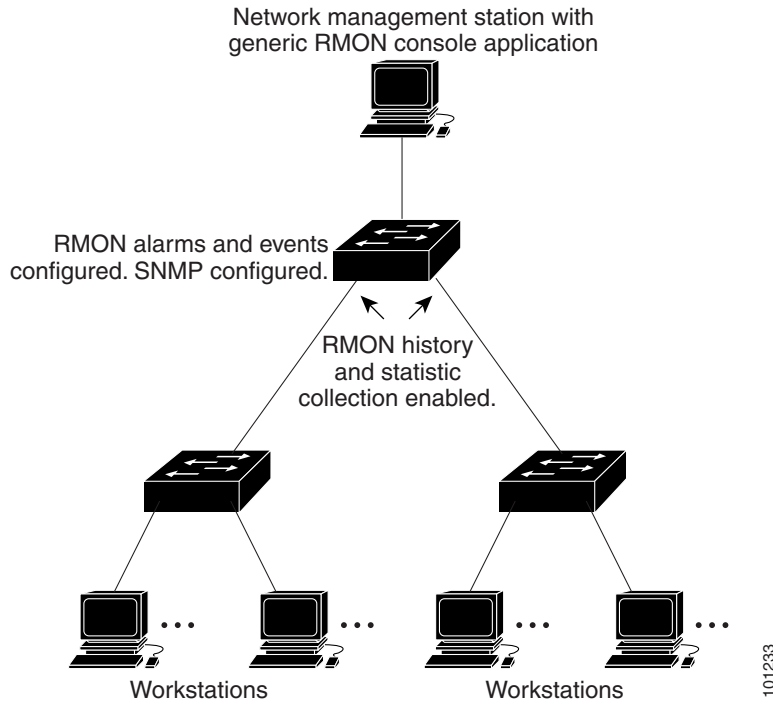 Network management station with
generic RMON console application
RMON alarms and events
configured. SNMP configured.
RMON history
and statistic
collection enabled.
Workstations
Workstations
101233